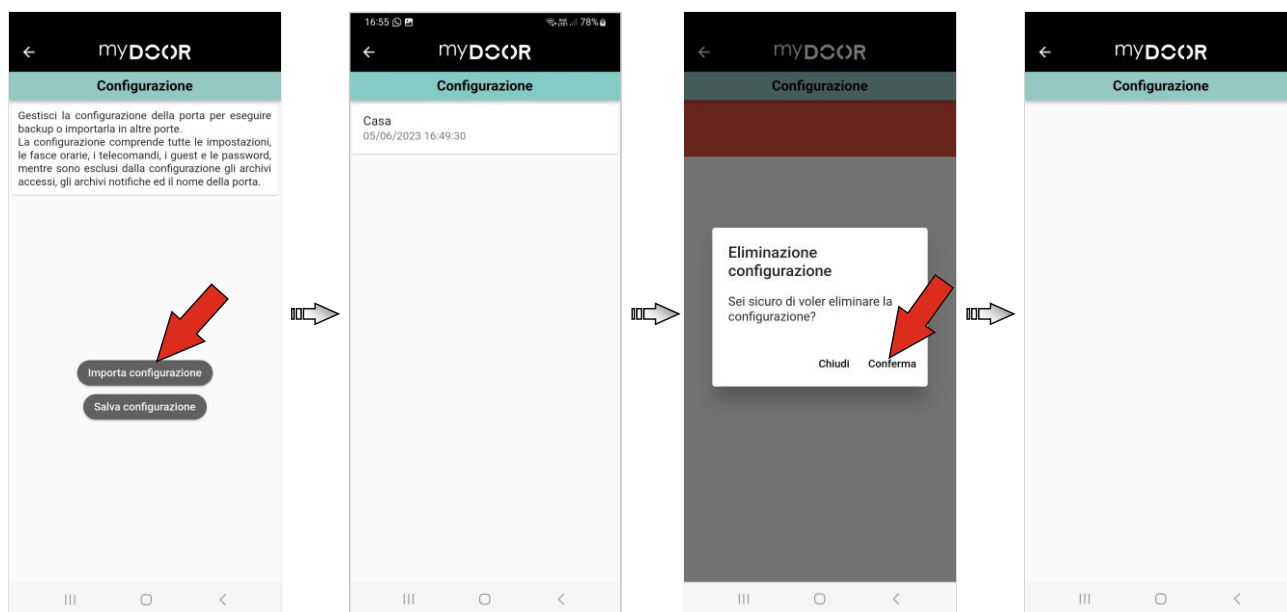 myDOOR
Configurazione
Gestisci la configurazione della porta per eseguire
backup o importarla in altre porte.
La configurazione comprende tutte le impostazioni,
le fasce orarie, i telecomandi, i guest e le password,
mentre sono esclusi dalla configurazione gli archivi
accessi, gli archivi notifiche ed il nome della porta.
Importa configurazione
Salva configurazione
16:55 78%
myDOOR
Configurazione
Casa
05/06/2023 16:49:30
myDOOR
Configurazione
Eliminazione
configurazione
Sei sicuro di voler eliminare la
configurazione?
Chiudi Conferma
myDOOR
Configurazione